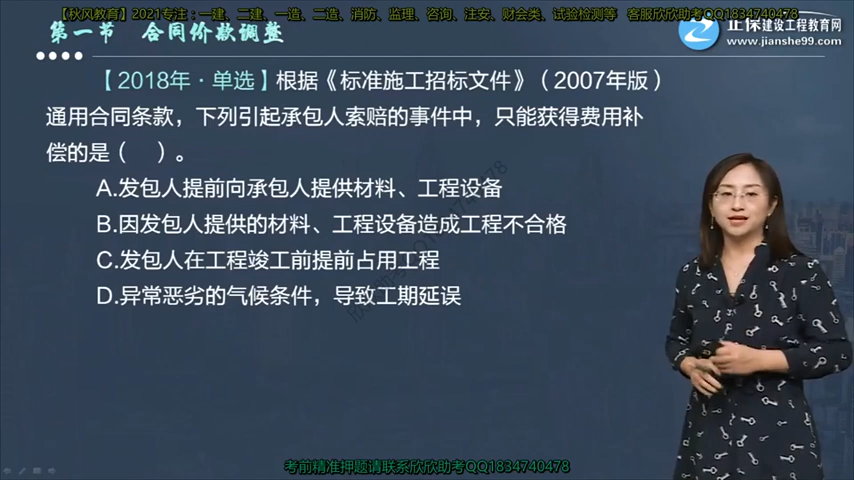 【秋风教育】2021专注：一建、二建、一造、二造、消防、监理、咨询、注安、财会类、试验检测等 客服欣欣助考QQ1834740478
第一节 合同价款调整
正保建设工程教育网
www.jianshe99.com
【2018年·单选】根据《标准施工招标文件》（2007年版）
通用合同条款，下列引起承包人索赔的事件中，只能获得费用补
偿的是（ ）。
A.发包人提前向承包人提供材料、工程设备
B.因发包人提供的材料、工程设备造成工程不合格
C.发包人在工程竣工前提前占用工程
D.异常恶劣的气候条件，导致工期延误
考前精准押题请联系欣欣助考QQ1834740478